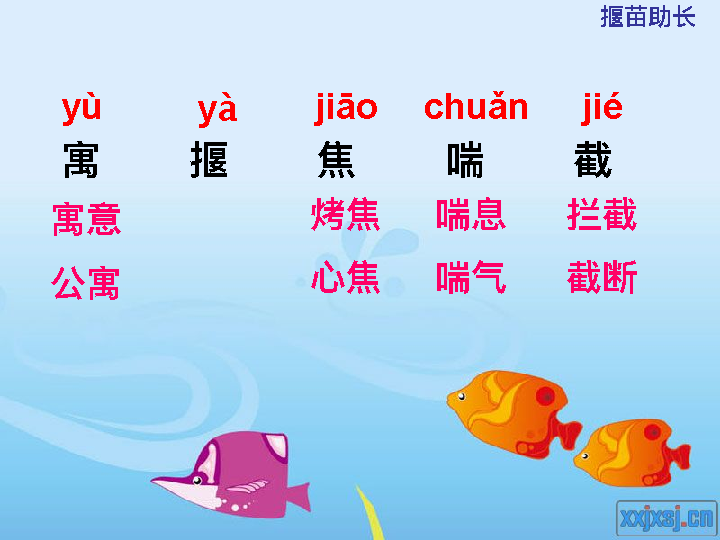 揠苗助长
yù yà jiāo chuǎn jié
寓 揠 焦 喘 截
寓意 烤焦 喘息 拦截
公寓 心焦 喘气 截断
xxjxsj.cn